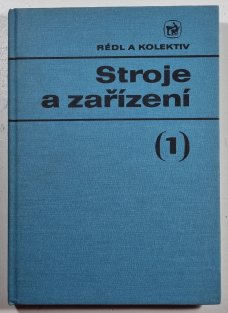 RÉDL A KOLEKTIV
Stroje
a zařízení
(1)